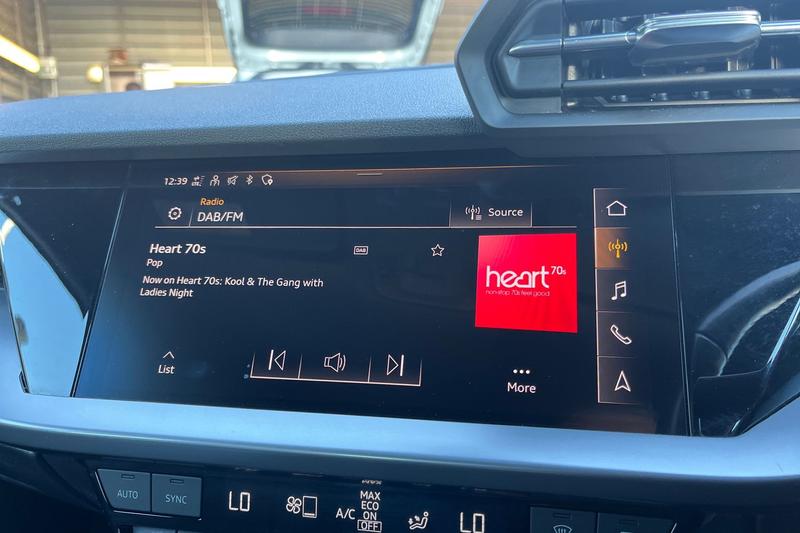 12:39
Radio
DAB/FM
Source
Heart 70s
DAB
Pop
Now on Heart 70s: Kool & The Gang with
Ladies Night
heart 70s
non-stop 70s feel good
List
More
AUTO
SYNC
LO
A/C
MAX
ECO
ON
OFF
LO